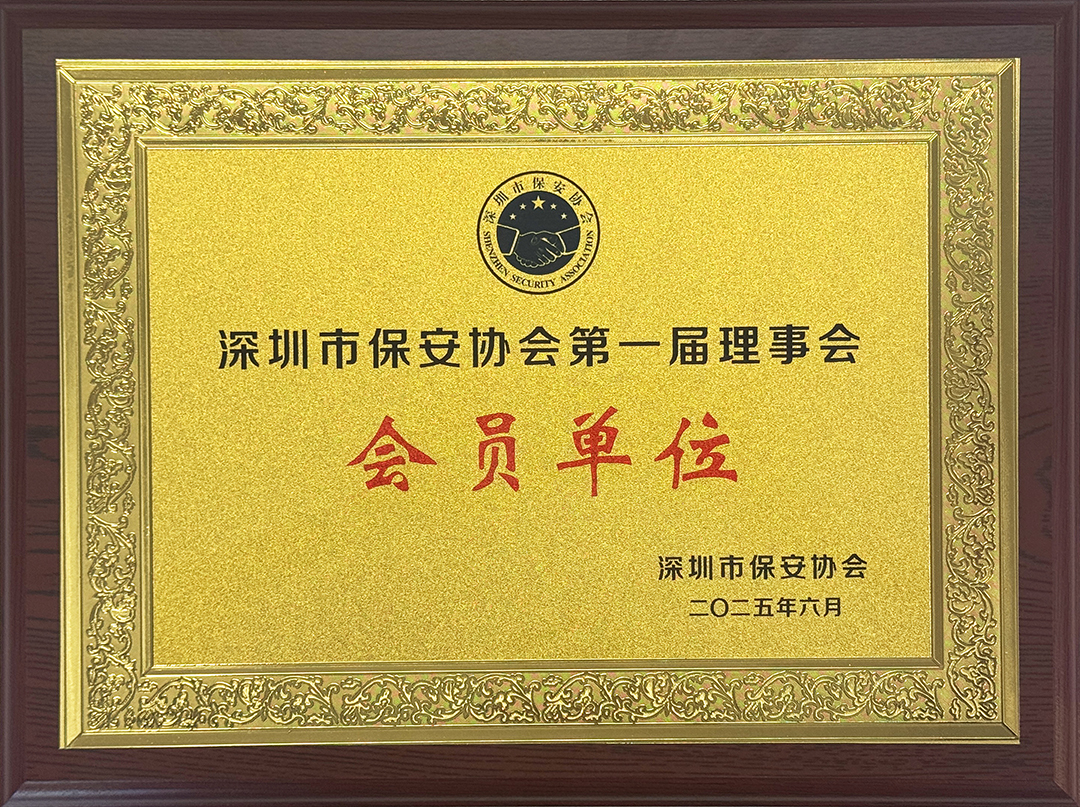 深圳市保安协会
SHENZHEN SECURITY ASSOCIATION
深圳市保安协会第一届理事会
会员单位
深圳市保安协会
二〇二五年六月